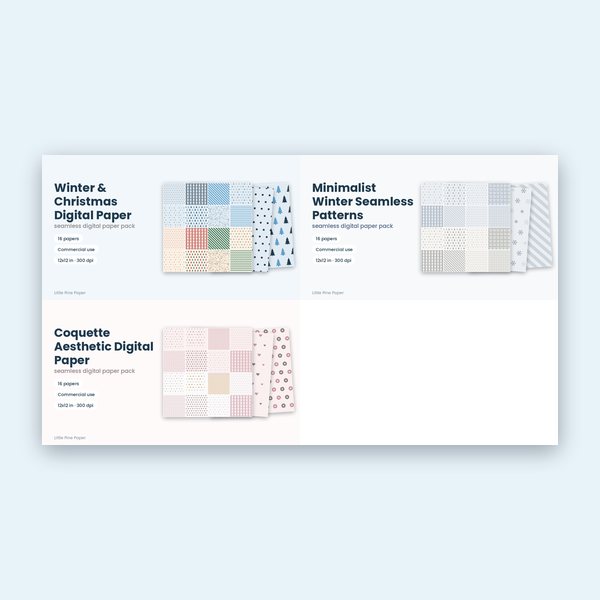 Winter &
Christmas
Digital Paper
seamless digital paper pack
16 papers
Commercial use
12x12 in · 300 dpi
Little Pine Paper
Minimalist
Winter Seamless
Patterns
seamless digital paper pack
16 papers
Commercial use
12x12 in · 300 dpi
Little Pine Paper
Coquette
Aesthetic Digital
Paper
seamless digital paper pack
16 papers
Commercial use
12x12 in · 300 dpi
Little Pine Paper